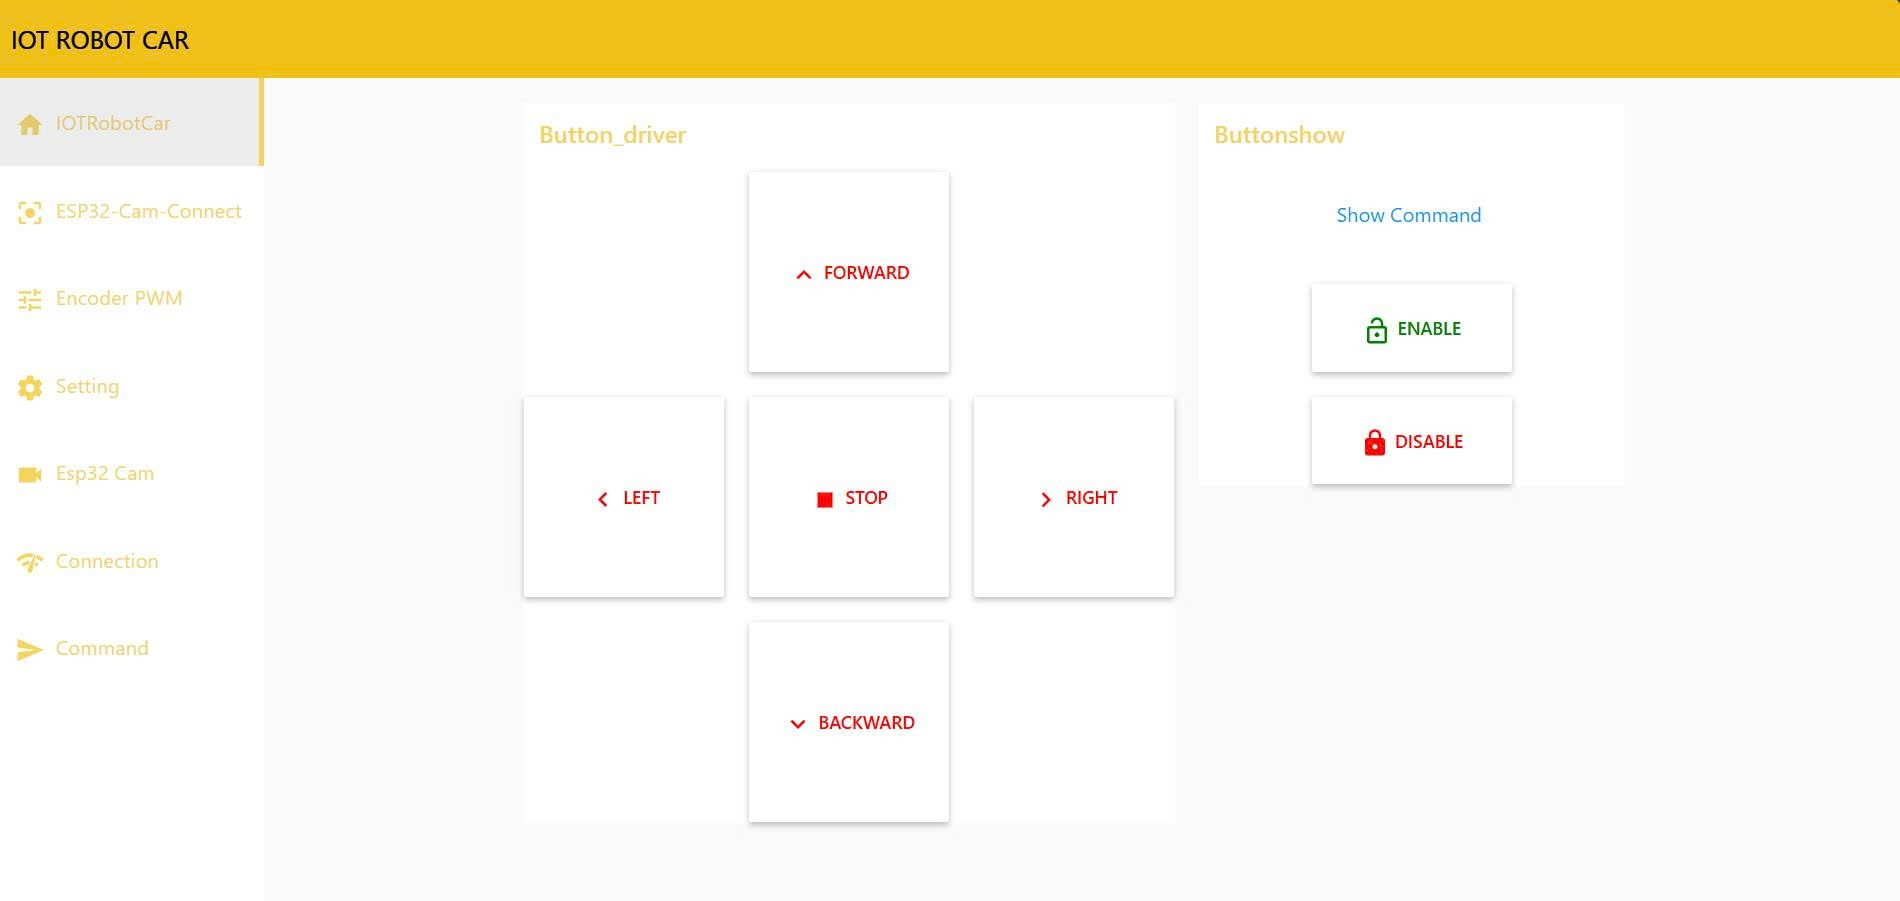 IOT ROBOT CAR
IOTRobotCar
ESP32-Cam-Connect
Encoder PWM
Setting
Esp32 Cam
Connection
Command
Button_driver
FORWARD
LEFT
STOP
RIGHT
BACKWARD
Buttonshow
Show Command
ENABLE
DISABLE